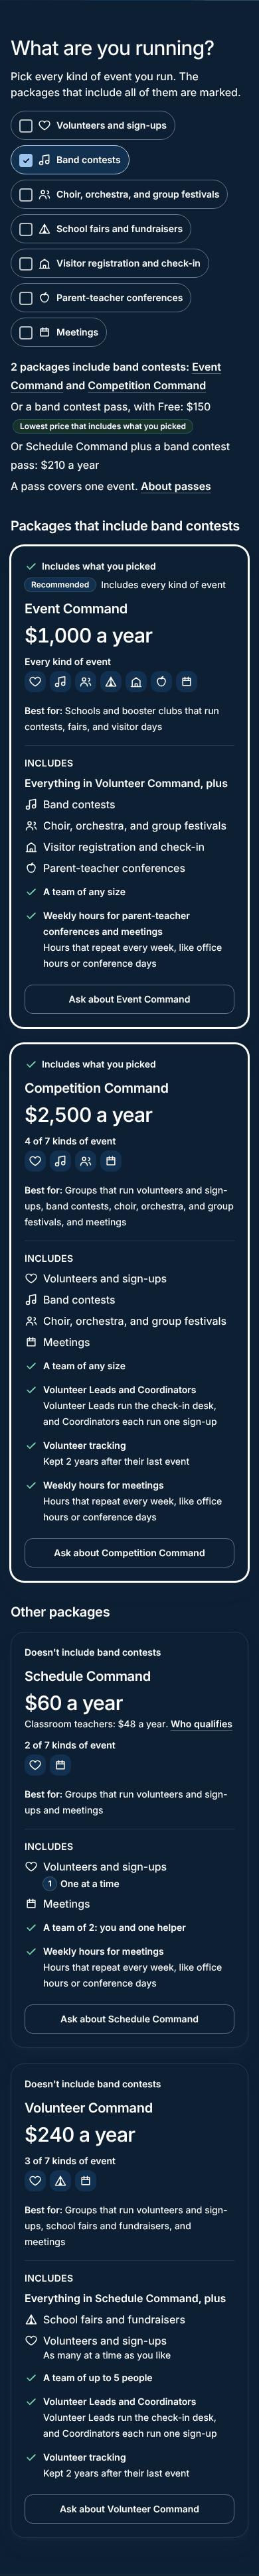 What are you running?
Pick every kind of event you run. The
packages that include all of them are marked.
Volunteers and sign-ups
Band contests
Choir, orchestra, and group festivals
School fairs and fundraisers
Visitor registration and check-in
Parent-teacher conferences
Meetings
2 packages include band contests: Event
Command and Competition Command
Or a band contest pass, with Free: $150
Lowest price that includes what you picked
Or Schedule Command plus a band contest
pass: $210 a year
A pass covers one event. About passes
Packages that include band contests
Includes what you picked
Recommended Includes every kind of event
Event Command
$1,000 a year
Every kind of event
Best for: Schools and booster clubs that run
contests, fairs, and visitor days
INCLUDES
Everything in Volunteer Command, plus
Band contests
Choir, orchestra, and group festivals
Visitor registration and check-in
Parent-teacher conferences
A team of any size
Weekly hours for parent-teacher
conferences and meetings
Hours that repeat every week, like office
hours or conference days
Ask about Event Command
Includes what you picked
Competition Command
$2,500 a year
4 of 7 kinds of event
Best for: Groups that run volunteers and sign-
ups, band contests, choir, orchestra, and group
festivals, and meetings
INCLUDES
Volunteers and sign-ups
Band contests
Choir, orchestra, and group festivals
Meetings
A team of any size
Volunteer Leads and Coordinators
Volunteer Leads run the check-in desk,
and Coordinators each run one sign-up
Volunteer tracking
Kept 2 years after their last event
Weekly hours for meetings
Hours that repeat every week, like office
hours or conference days
Ask about Competition Command
Other packages
Doesn't include band contests
Schedule Command
$60 a year
Classroom teachers: $48 a year. Who qualifies
2 of 7 kinds of event
Best for: Groups that run volunteers and sign-
ups and meetings
INCLUDES
Volunteers and sign-ups
1 One at a time
Meetings
A team of 2: you and one helper
Weekly hours for meetings
Hours that repeat every week, like office
hours or conference days
Ask about Schedule Command
Doesn't include band contests
Volunteer Command
$240 a year
3 of 7 kinds of event
Best for: Groups that run volunteers and sign-
ups, school fairs and fundraisers, and
meetings
INCLUDES
Everything in Schedule Command, plus
School fairs and fundraisers
Volunteers and sign-ups
As many at a time as you like
A team of up to 5 people
Volunteer Leads and Coordinators
Volunteer Leads run the check-in desk,
and Coordinators each run one sign-up
Volunteer tracking
Kept 2 years after their last event
Ask about Volunteer Command